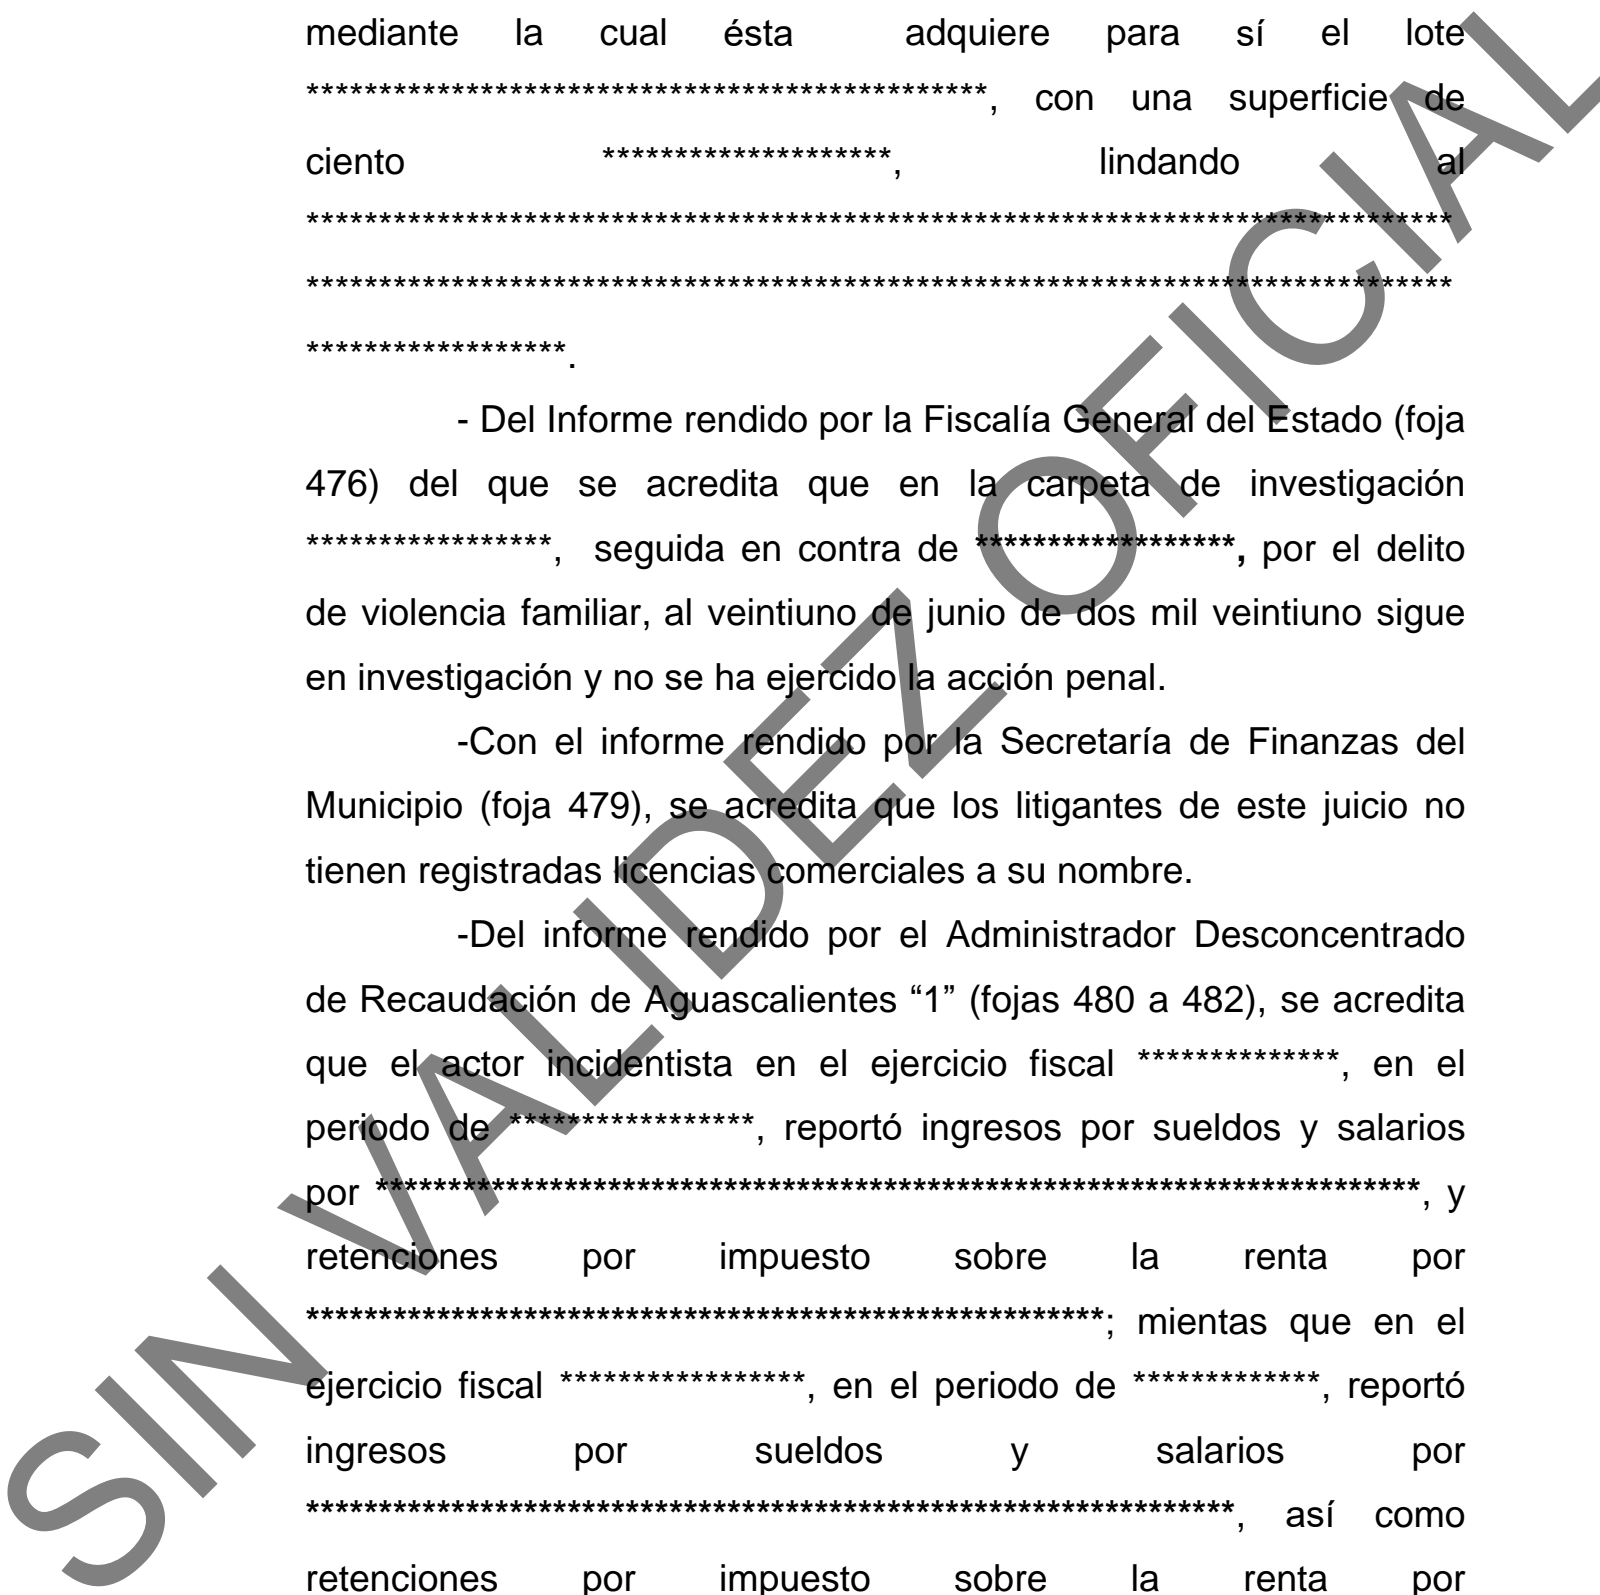 mediante la cual ésta adquiere para sí el lote
***********************************************, con una superficie de
ciento ********************, lindando al
*******************************************************************************
*******************************************************************************
******************.
- Del Informe rendido por la Fiscalía General del Estado (foja
476) del que se acredita que en la carpeta de investigación
*****************, seguida en contra de ******************, por el delito
de violencia familiar, al veintiuno de junio de dos mil veintiuno sigue
en investigación y no se ha ejercido la acción penal.
-Con el informe rendido por la Secretaría de Finanzas del
Municipio (foja 479), se acredita que los litigantes de este juicio no
tienen registradas licencias comerciales a su nombre.
-Del informe rendido por el Administrador Desconcentrado
de Recaudación de Aguascalientes “1” (fojas 480 a 482), se acredita
que el actor incidentista en el ejercicio fiscal **************, en el
periodo de *****************, reportó ingresos por sueldos y salarios
por ************************************************************************, y
retenciones por impuesto sobre la renta por
*******************************************************; mientas que en el
ejercicio fiscal *****************, en el periodo de *************, reportó
ingresos por sueldos y salarios por
****************************************************************, así como
retenciones por impuesto sobre la renta por
SIN VALIDEZ OFICIAL